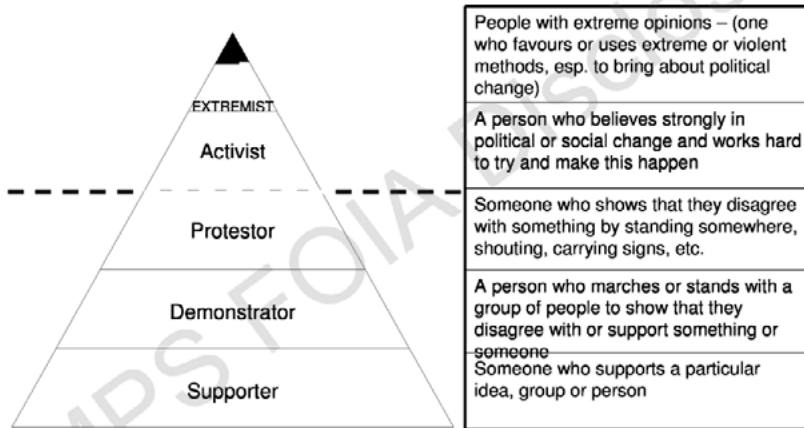 EXTREMIST
Activist
Protestor
Demonstrator
Supporter
People with extreme opinions – (one
who favours or uses extreme or violent
methods, esp. to bring about political
change)
A person who believes strongly in
political or social change and works hard
to try and make this happen
Someone who shows that they disagree
with something by standing somewhere,
shouting, carrying signs, etc.
A person who marches or stands with a
group of people to show that they
disagree with or support something or
someone
Someone who supports a particular
idea, group or person
MPS FOIA Disclos